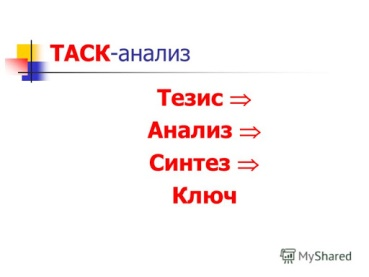 ТАСК-анализ
Тезис ⇒
Анализ ⇒
Синтез ⇒
Ключ
MyShared